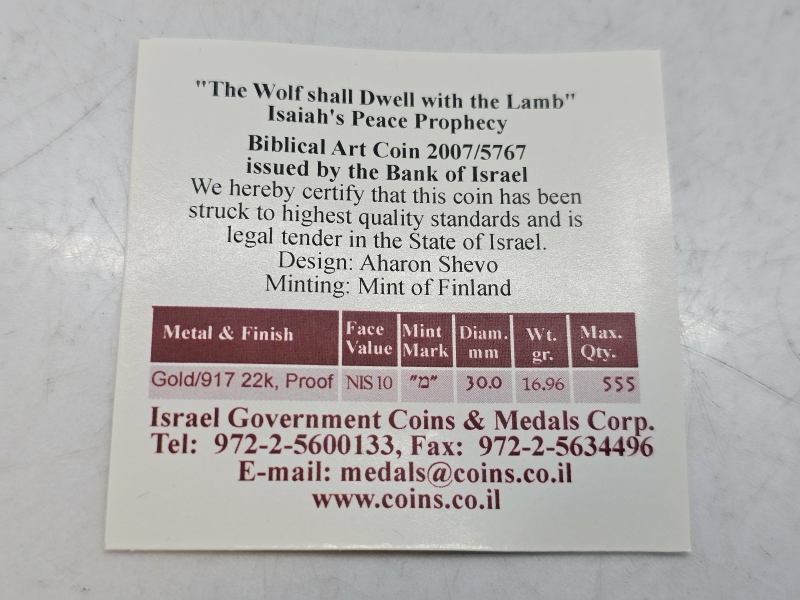 "The Wolf shall Dwell with the Lamb"
Isaiah's Peace Prophecy
Biblical Art Coin 2007/5767
issued by the Bank of Israel
We hereby certify that this coin has been
struck to highest quality standards and is
legal tender in the State of Israel.
Design: Aharon Shevo
Minting: Mint of Finland
Metal & Finish Face Value Mint Mark Diam. mm Wt. gr. Max. Qty.
Gold/917 22k, Proof NIS 10 "מ" 30.0 16.96 555
Israel Government Coins & Medals Corp.
Tel: 972-2-5600133, Fax: 972-2-5634496
E-mail: medals@coins.co.il
www.coins.co.il